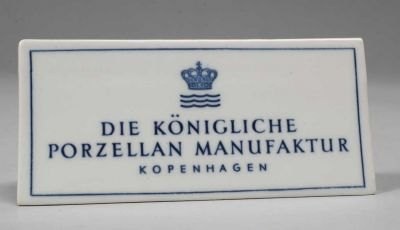 DIE KÖNIGLICHE
PORZELLAN MANUFAKTUR
KOPENHAGEN